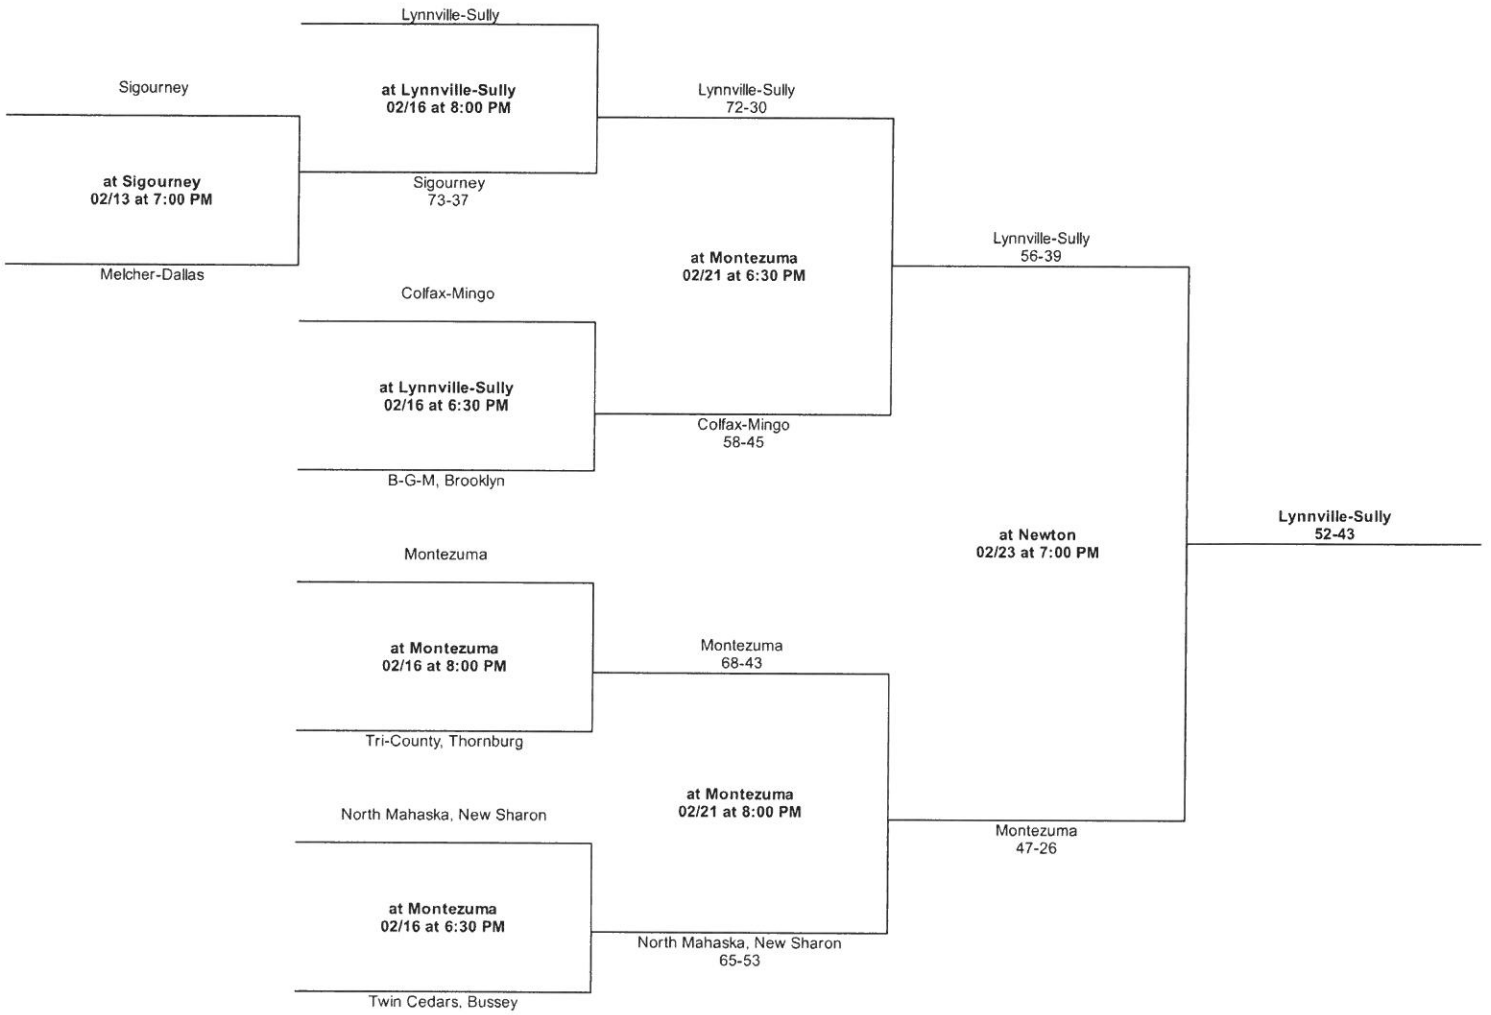 Lynnville-Sully
at Lynnville-Sully
02/16 at 8:00 PM
Sigourney
at Sigourney
02/13 at 7:00 PM
Melcher-Dallas
Sigourney
73-37
Lynnville-Sully
72-30
at Montezuma
02/21 at 6:30 PM
Colfax-Mingo
at Lynnville-Sully
02/16 at 6:30 PM
B-G-M, Brooklyn
Colfax-Mingo
58-45
Lynnville-Sully
56-39
at Newton
02/23 at 7:00 PM
Lynnville-Sully
52-43
Montezuma
at Montezuma
02/16 at 8:00 PM
Tri-County, Thornburg
Montezuma
68-43
at Montezuma
02/21 at 8:00 PM
Montezuma
47-26
North Mahaska, New Sharon
at Montezuma
02/16 at 6:30 PM
Twin Cedars, Bussey
North Mahaska, New Sharon
65-53